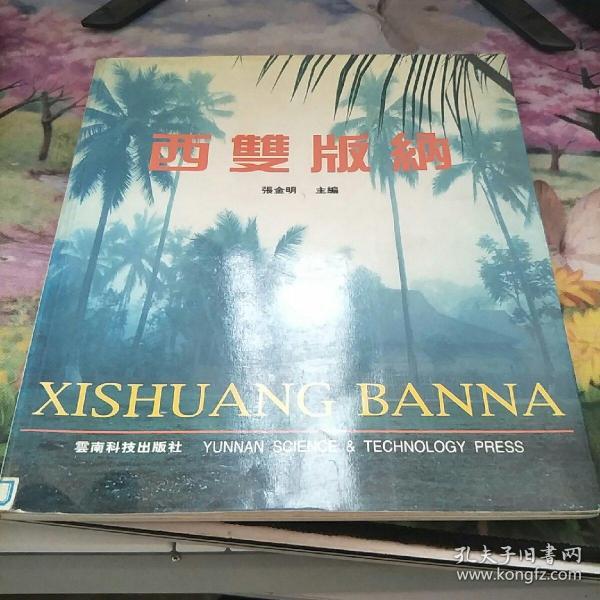 西雙版納
張金明 主編
XISHUANG BANNA
雲南科技出版社 YUNNAN SCIENCE & TECHNOLOGY PRESS
孔夫子旧書网
www.kongfz.com